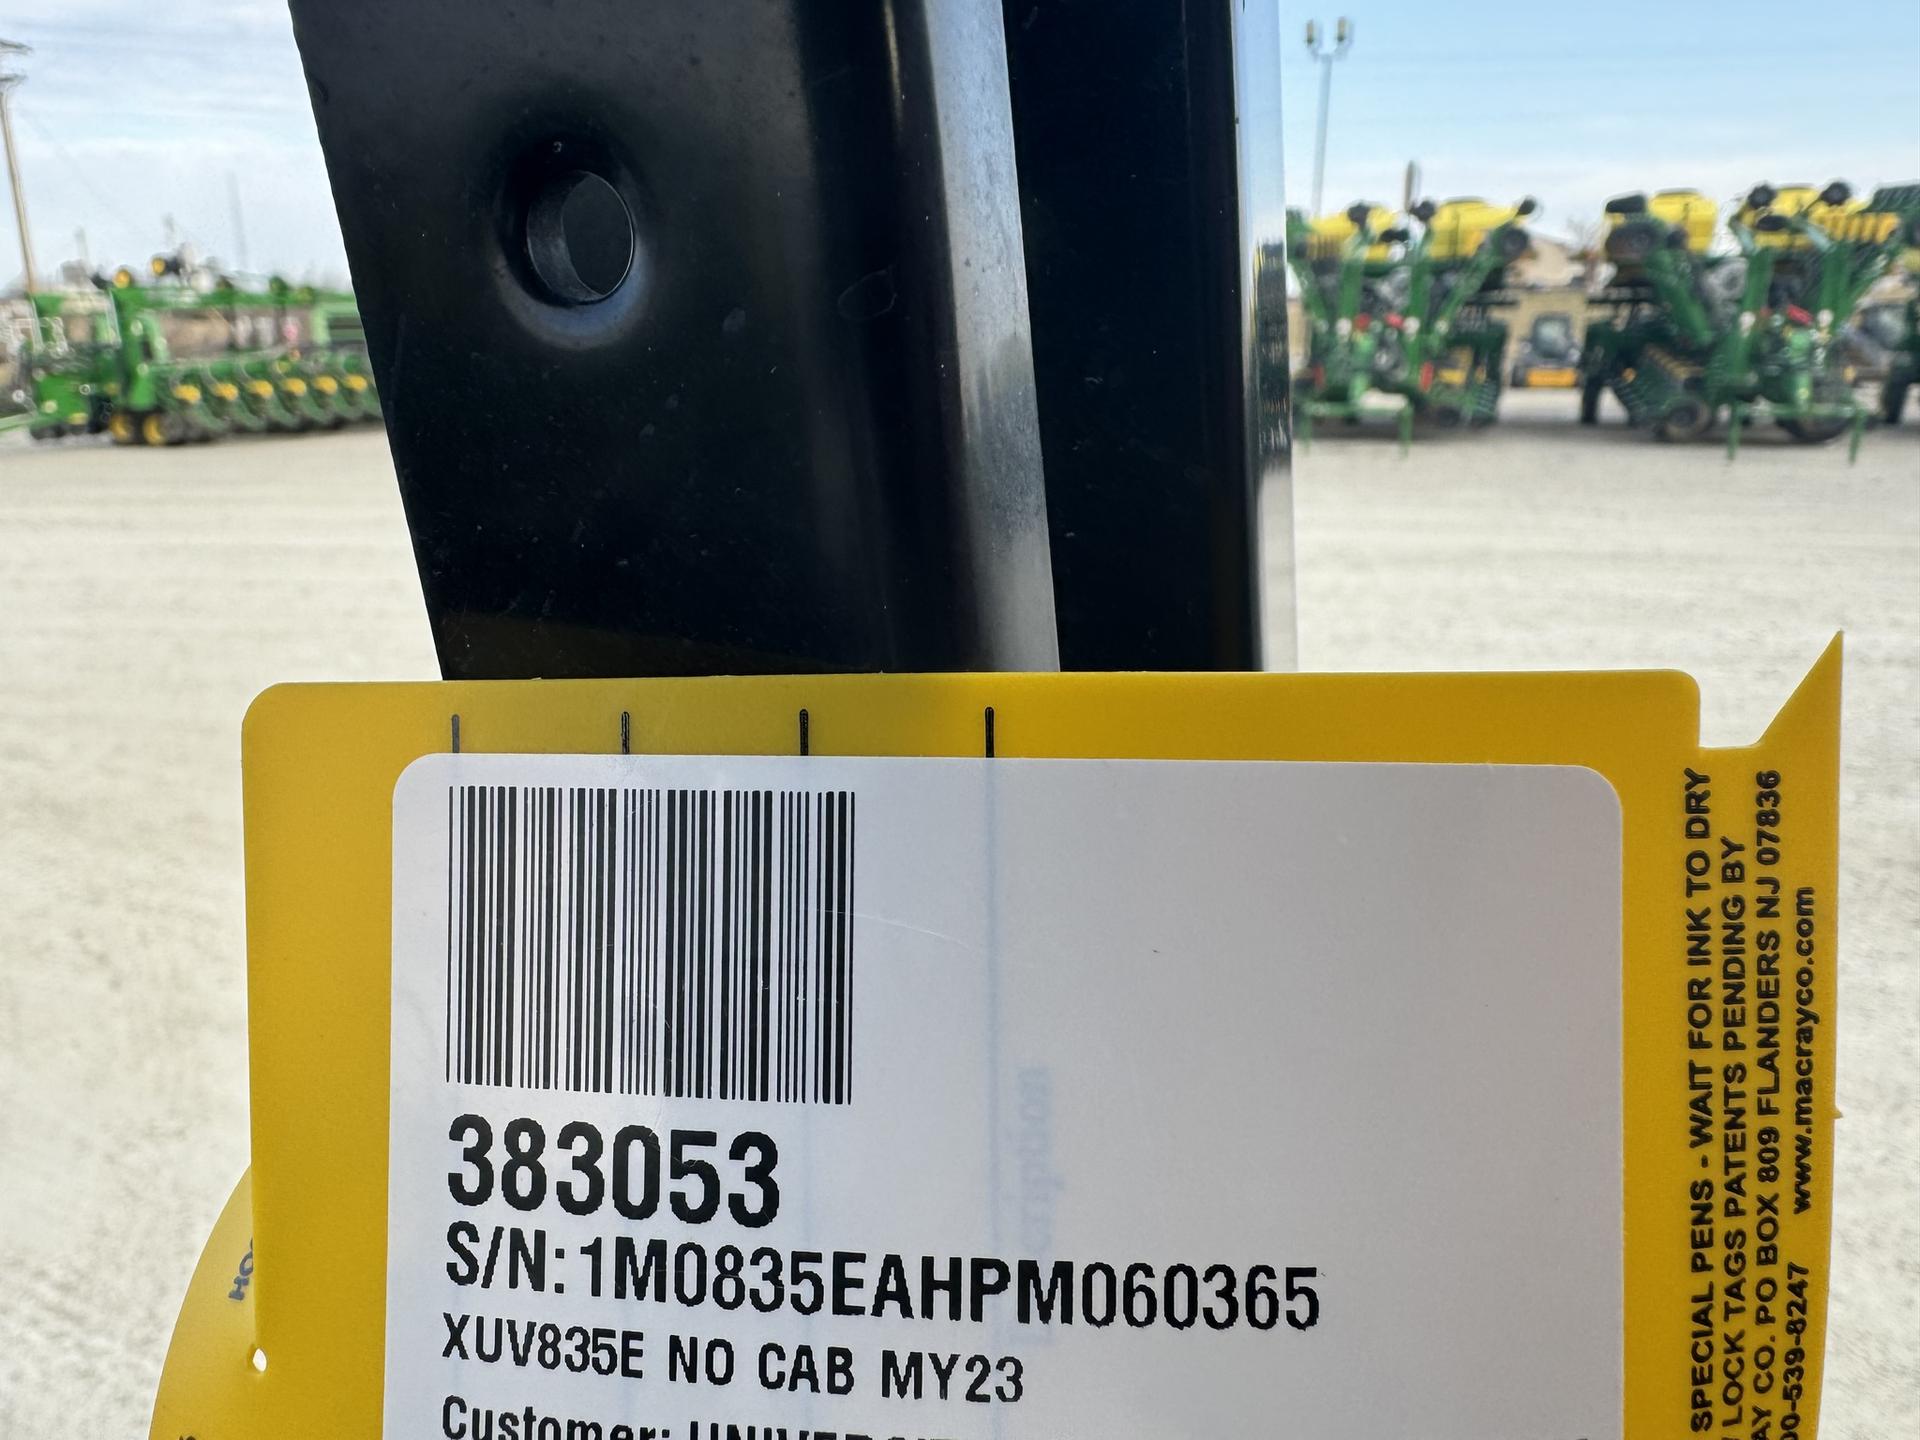 383053
S/N: 1M0835EAHPM060365
XUV835E NO CAB MY23
Customer:
SPECIAL PENS - WAIT FOR INK TO DRY
LOCK TAGS PATENTS PENDING BY
AY CO. PO BOX 809 FLANDERS NJ 07836
00-539-8247 www.macrayco.com